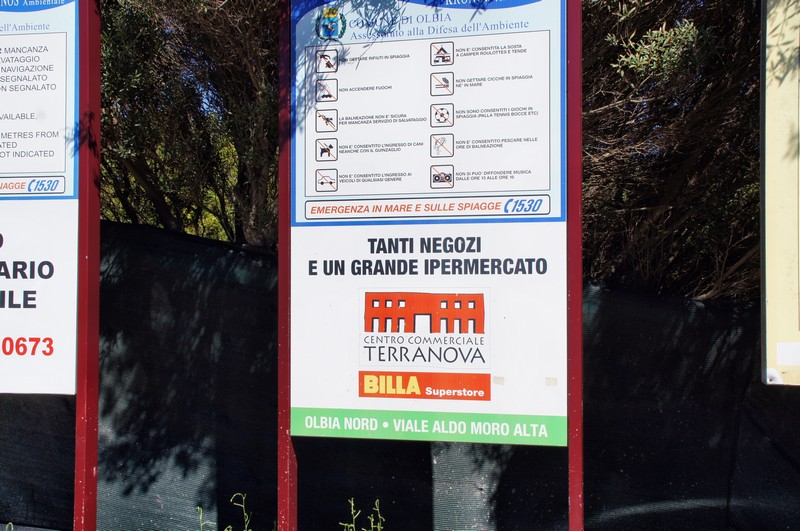 NOS Ambientale
dell'Ambiente
MANCANZA
VATAGGIO
NAVIGAZIONE
SEGNALATO
N SEGNALATO
AVAILABLE,
METRES FROM
ATED
OT INDICATED
IAGGE 1530
O
ARIO
ILE
0673
COMUNE DI OLBIA
Assessorato alla Difesa dell'Ambiente
NON GETTARE RIFIUTI IN SPIAGGIA
NON ACCENDERE FUOCHI
LA BALNEAZIONE NON E' SICURA
PER MANCANZA SERVIZIO DI SALVATAGGIO
NON E' CONSENTITO L'INGRESSO DI CANI
NEANCHE CON IL GUINZAGLIO
NON E' CONSENTITO L'INGRESSO AI
VEICOLI DI QUALSIASI GENERE
NON E' CONSENTITA LA SOSTA
A CAMPER ROULOTTES E TENDE
NON GETTARE CICCHE IN SPIAGGIA
NE' IN MARE
NON SONO CONSENTITI I GIOCHI IN
SPIAGGIA (PALLA TENNIS BOCCE ETC)
NON E' CONSENTITO PESCARE NELLE
ORE DI BALNEAZIONE
NON SI PUO' DIFFONDERE MUSICA
DALLE ORE 13 ALLE ORE 16
EMERGENZA IN MARE E SULLE SPIAGGE 1530
TANTI NEGOZI
E UN GRANDE IPERMERCATO
CENTRO COMMERCIALE
TERRANOVA
BILLA Superstore
OLBIA NORD • VIALE ALDO MORO ALTA